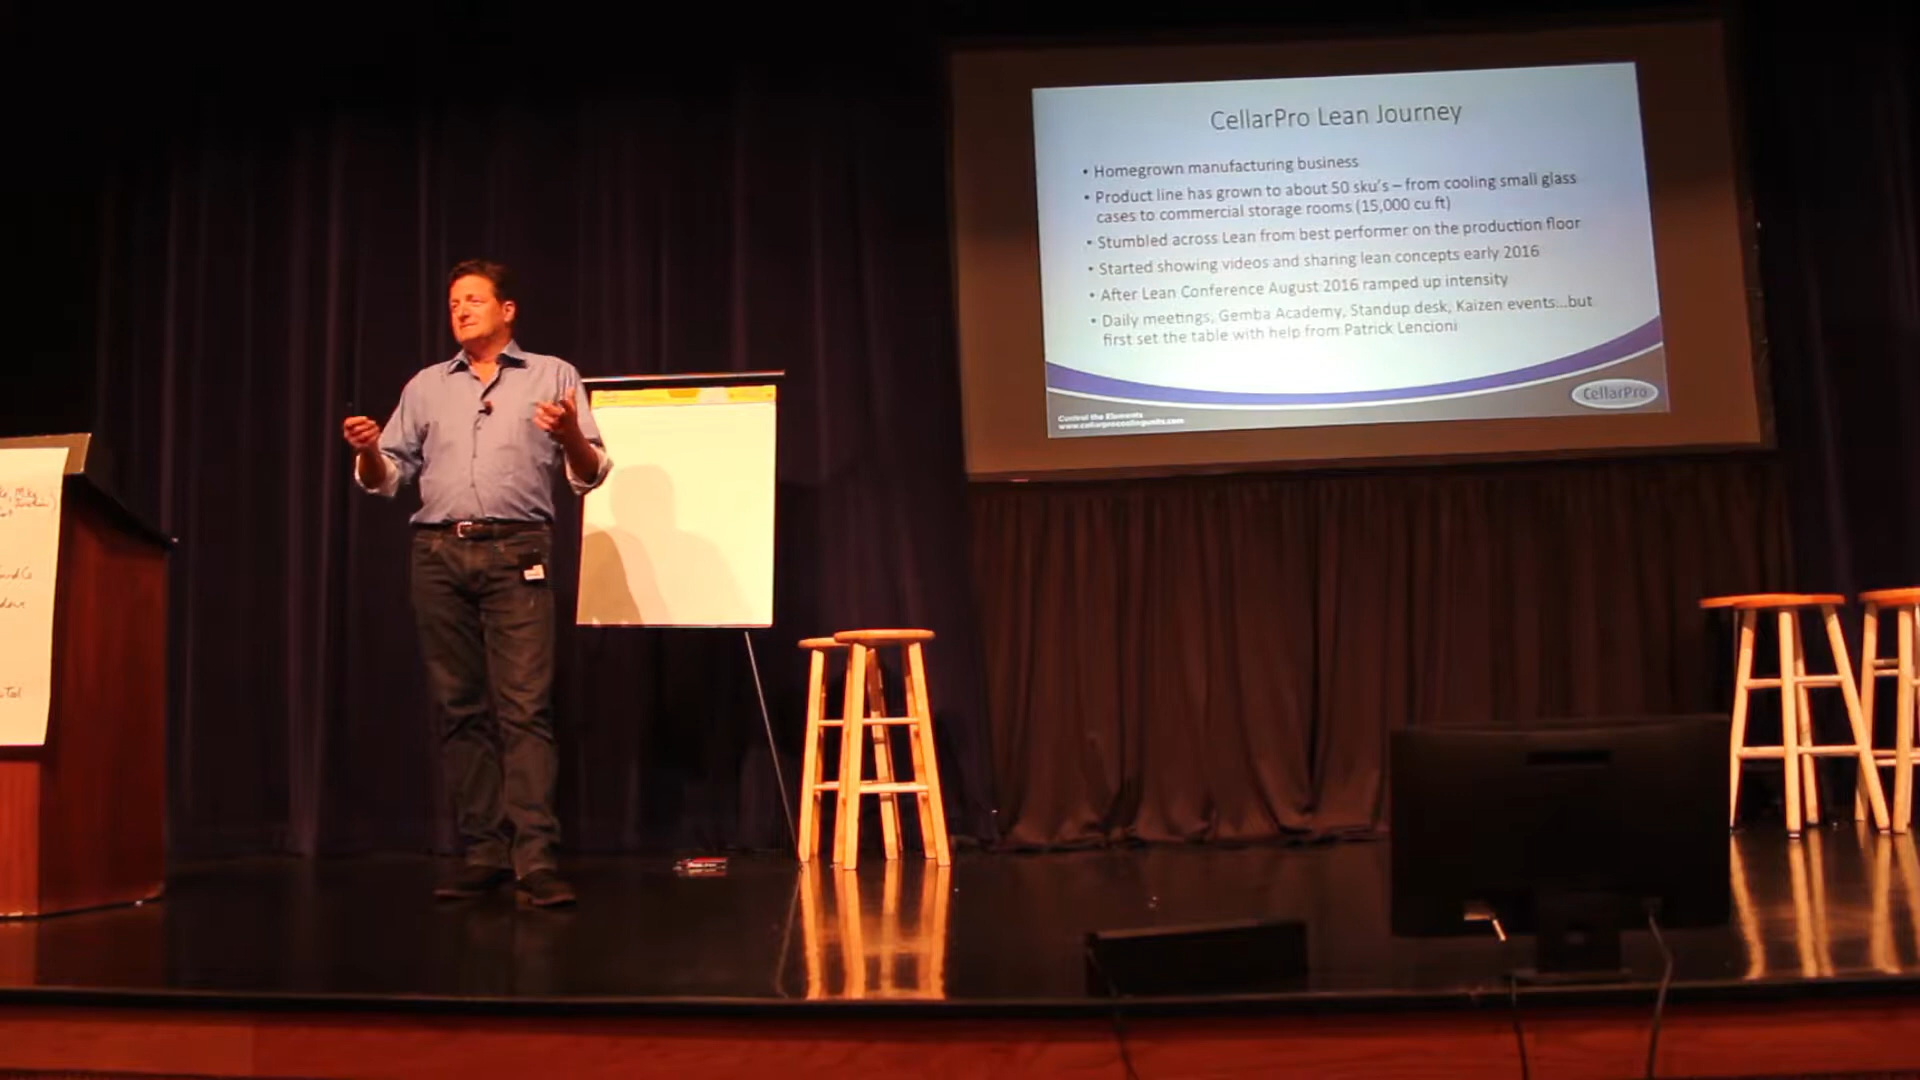 CellarPro Lean Journey
• Homegrown manufacturing business
• Product line has grown to about 50 sku's – from cooling small glass
cases to commercial storage rooms (15,000 cu ft)
• Stumbled across Lean from best performer on the production floor
• Started showing videos and sharing lean concepts early 2016
• After Lean Conference August 2016 ramped up intensity
• Daily meetings, Gemba Academy, Standup desk, Kaizen events...but
first set the table with help from Patrick Lencioni
Control the Elements
www.cellarprocoolingunits.com
CellarPro